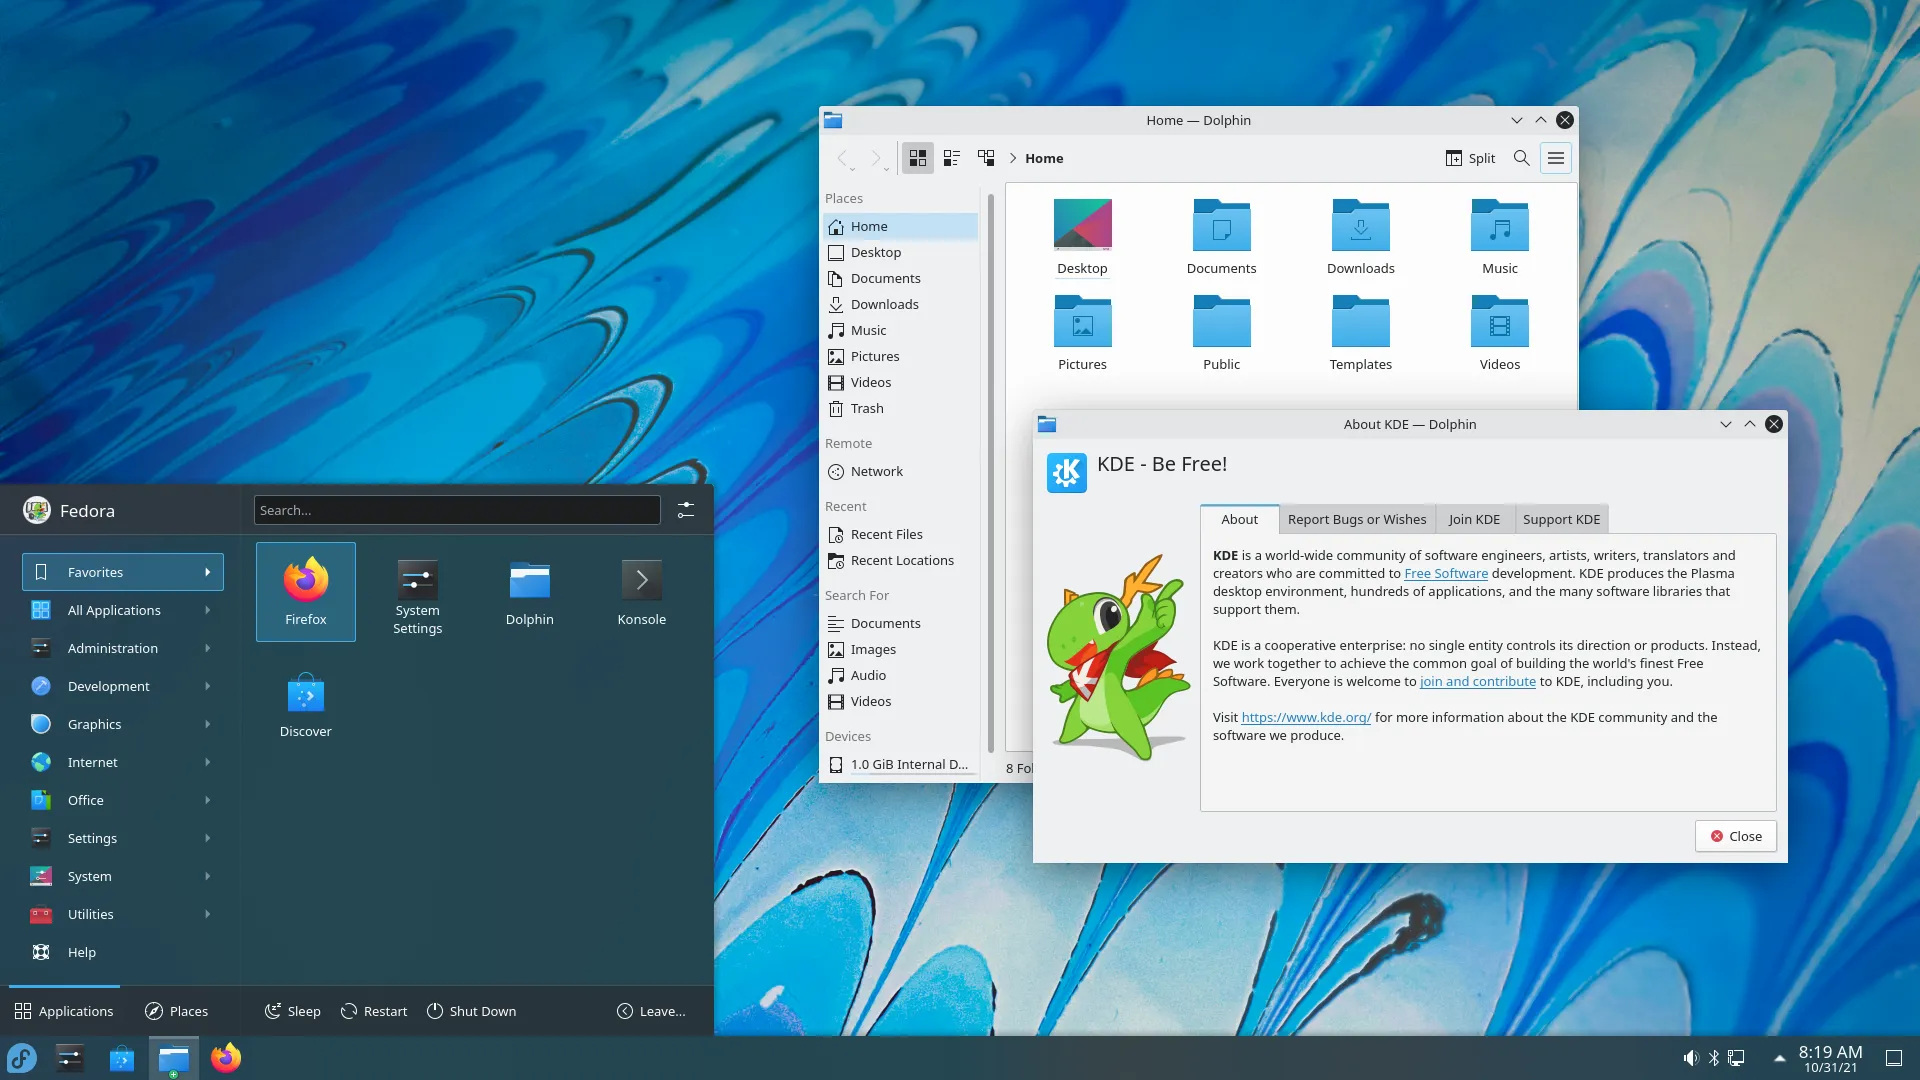 Home — Dolphin
Home
Split
Places
Home
Desktop
Documents
Downloads
Music
Pictures
Videos
Trash
Remote
Network
Recent
Recent Files
Recent Locations
Search For
Documents
Images
Audio
Videos
Devices
1.0 GiB Internal D...
Desktop
Documents
Downloads
Music
Pictures
Public
Templates
Videos
8 Fol
About KDE — Dolphin
KDE - Be Free!
About
Report Bugs or Wishes
Join KDE
Support KDE
KDE is a world-wide community of software engineers, artists, writers, translators and
creators who are committed to Free Software development. KDE produces the Plasma
desktop environment, hundreds of applications, and the many software libraries that
support them.
KDE is a cooperative enterprise: no single entity controls its direction or products. Instead,
we work together to achieve the common goal of building the world's finest Free
Software. Everyone is welcome to join and contribute to KDE, including you.
Visit https://www.kde.org/ for more information about the KDE community and the
software we produce.
Close
Fedora
Search...
Favorites
All Applications
Administration
Development
Graphics
Internet
Office
Settings
System
Utilities
Help
Firefox
System
Settings
Dolphin
Konsole
Discover
Applications
Places
Sleep
Restart
Shut Down
Leave...
8:19 AM
10/31/21